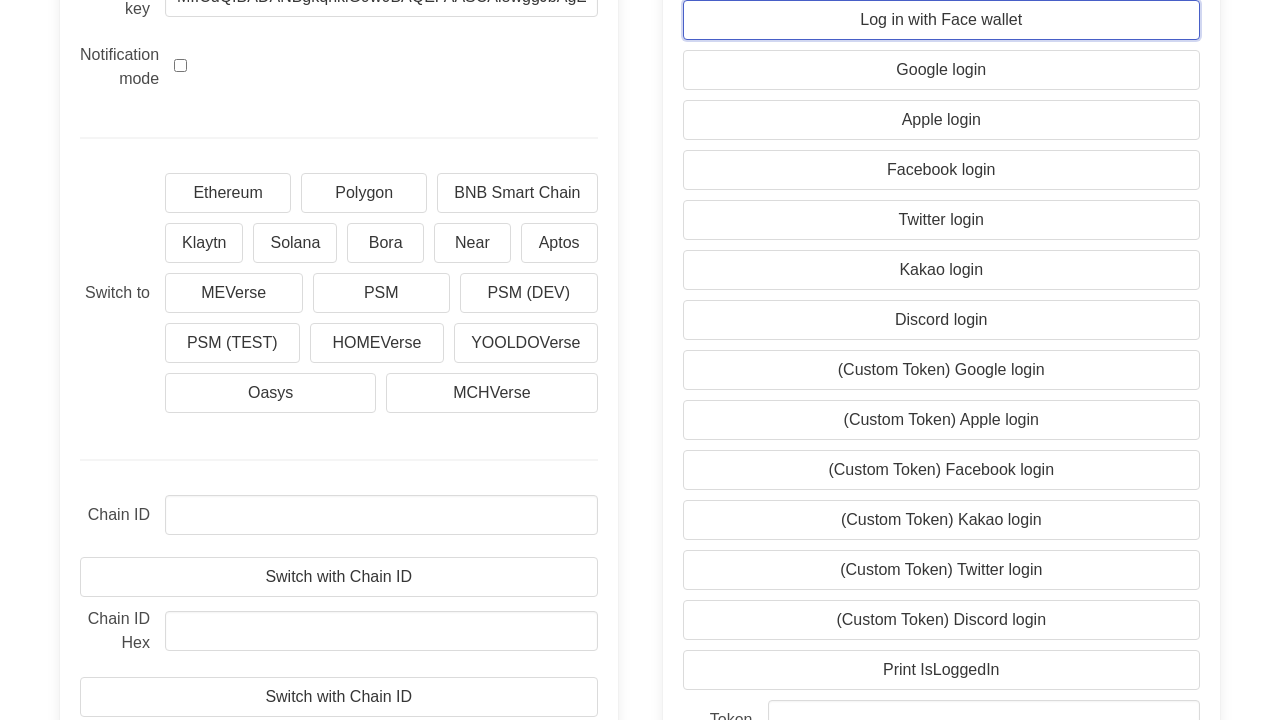 key
Notification
mode
Ethereum
Polygon
BNB Smart Chain
Klaytn
Solana
Bora
Near
Aptos
Switch to
MEVerse
PSM
PSM (DEV)
PSM (TEST)
HOMEVerse
YOOLDOVerse
Oasys
MCHVerse
Chain ID
Switch with Chain ID
Chain ID
Hex
Switch with Chain ID
Log in with Face wallet
Google login
Apple login
Facebook login
Twitter login
Kakao login
Discord login
(Custom Token) Google login
(Custom Token) Apple login
(Custom Token) Facebook login
(Custom Token) Kakao login
(Custom Token) Twitter login
(Custom Token) Discord login
Print IsLoggedIn
Token